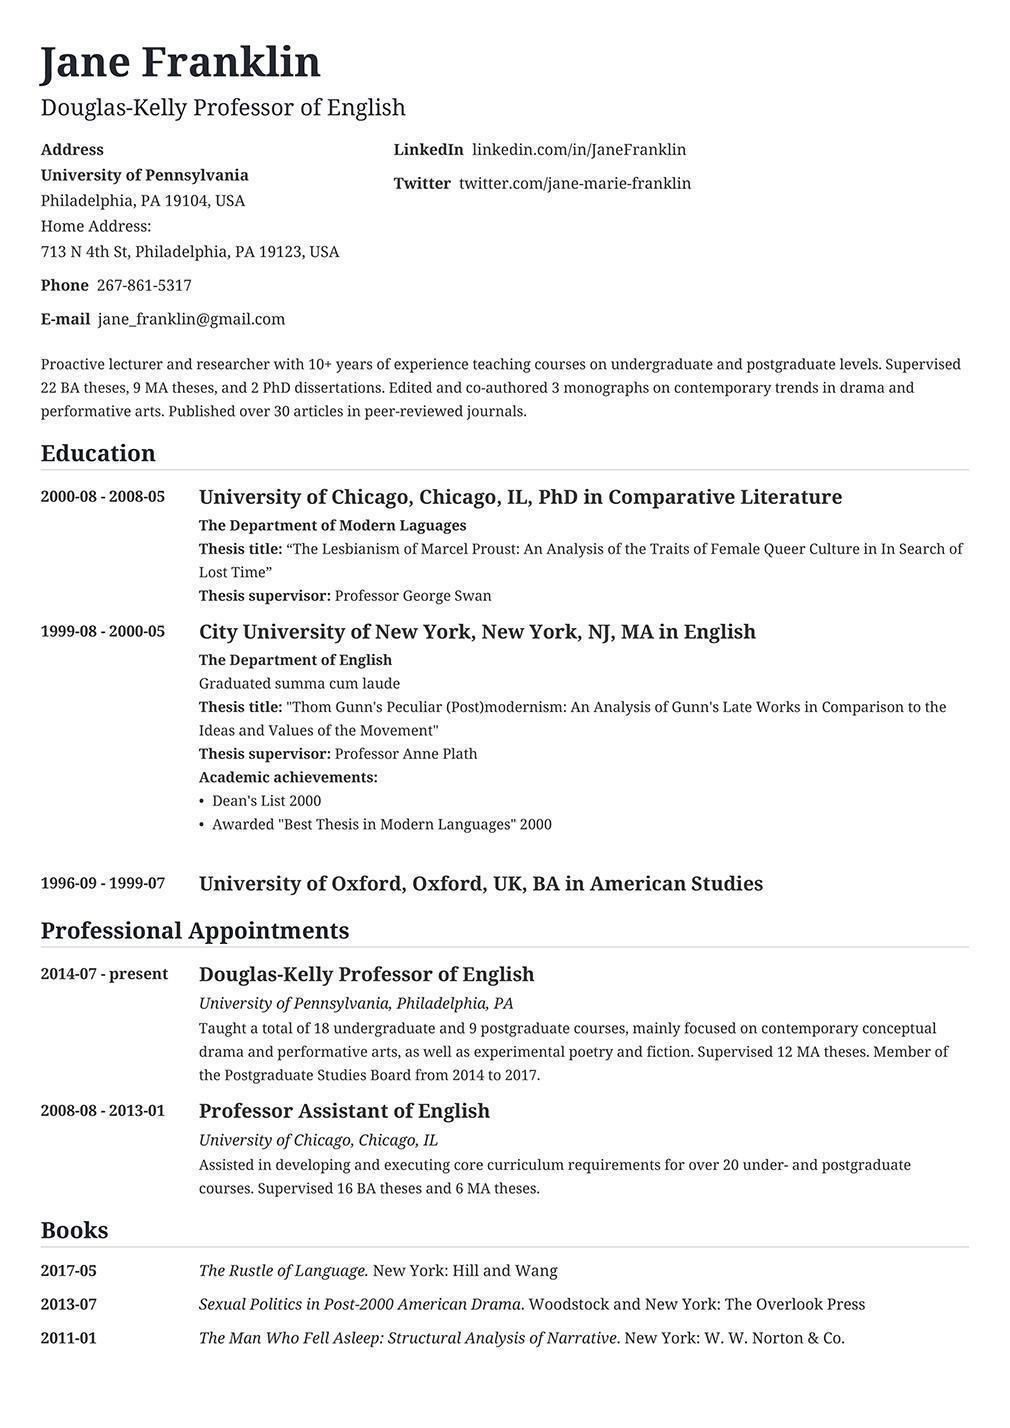 Jane Franklin
Douglas-Kelly Professor of English
Address
University of Pennsylvania
Philadelphia, PA 19104, USA
Home Address:
713 N 4th St, Philadelphia, PA 19123, USA
Phone 267-861-5317
E-mail jane_franklin@gmail.com
LinkedIn linkedin.com/in/JaneFranklin
Twitter twitter.com/jane-marie-franklin
Proactive lecturer and researcher with 10+ years of experience teaching courses on undergraduate and postgraduate levels. Supervised
22 BA theses, 9 MA theses, and 2 PhD dissertations. Edited and co-authored 3 monographs on contemporary trends in drama and
performative arts. Published over 30 articles in peer-reviewed journals.
Education
2000-08 - 2008-05 University of Chicago, Chicago, IL, PhD in Comparative Literature
The Department of Modern Laguages
Thesis title: “The Lesbianism of Marcel Proust: An Analysis of the Traits of Female Queer Culture in In Search of
Lost Time”
Thesis supervisor: Professor George Swan
1999-08 - 2000-05 City University of New York, New York, NJ, MA in English
The Department of English
Graduated summa cum laude
Thesis title: "Thom Gunn's Peculiar (Post)modernism: An Analysis of Gunn's Late Works in Comparison to the
Ideas and Values of the Movement"
Thesis supervisor: Professor Anne Plath
Academic achievements:
• Dean's List 2000
• Awarded "Best Thesis in Modern Languages" 2000
1996-09 - 1999-07 University of Oxford, Oxford, UK, BA in American Studies
Professional Appointments
2014-07 - present Douglas-Kelly Professor of English
University of Pennsylvania, Philadelphia, PA
Taught a total of 18 undergraduate and 9 postgraduate courses, mainly focused on contemporary conceptual
drama and performative arts, as well as experimental poetry and fiction. Supervised 12 MA theses. Member of
the Postgraduate Studies Board from 2014 to 2017.
2008-08 - 2013-01 Professor Assistant of English
University of Chicago, Chicago, IL
Assisted in developing and executing core curriculum requirements for over 20 under- and postgraduate
courses. Supervised 16 BA theses and 6 MA theses.
Books
2017-05 The Rustle of Language. New York: Hill and Wang
2013-07 Sexual Politics in Post-2000 American Drama. Woodstock and New York: The Overlook Press
2011-01 The Man Who Fell Asleep: Structural Analysis of Narrative. New York: W. W. Norton & Co.